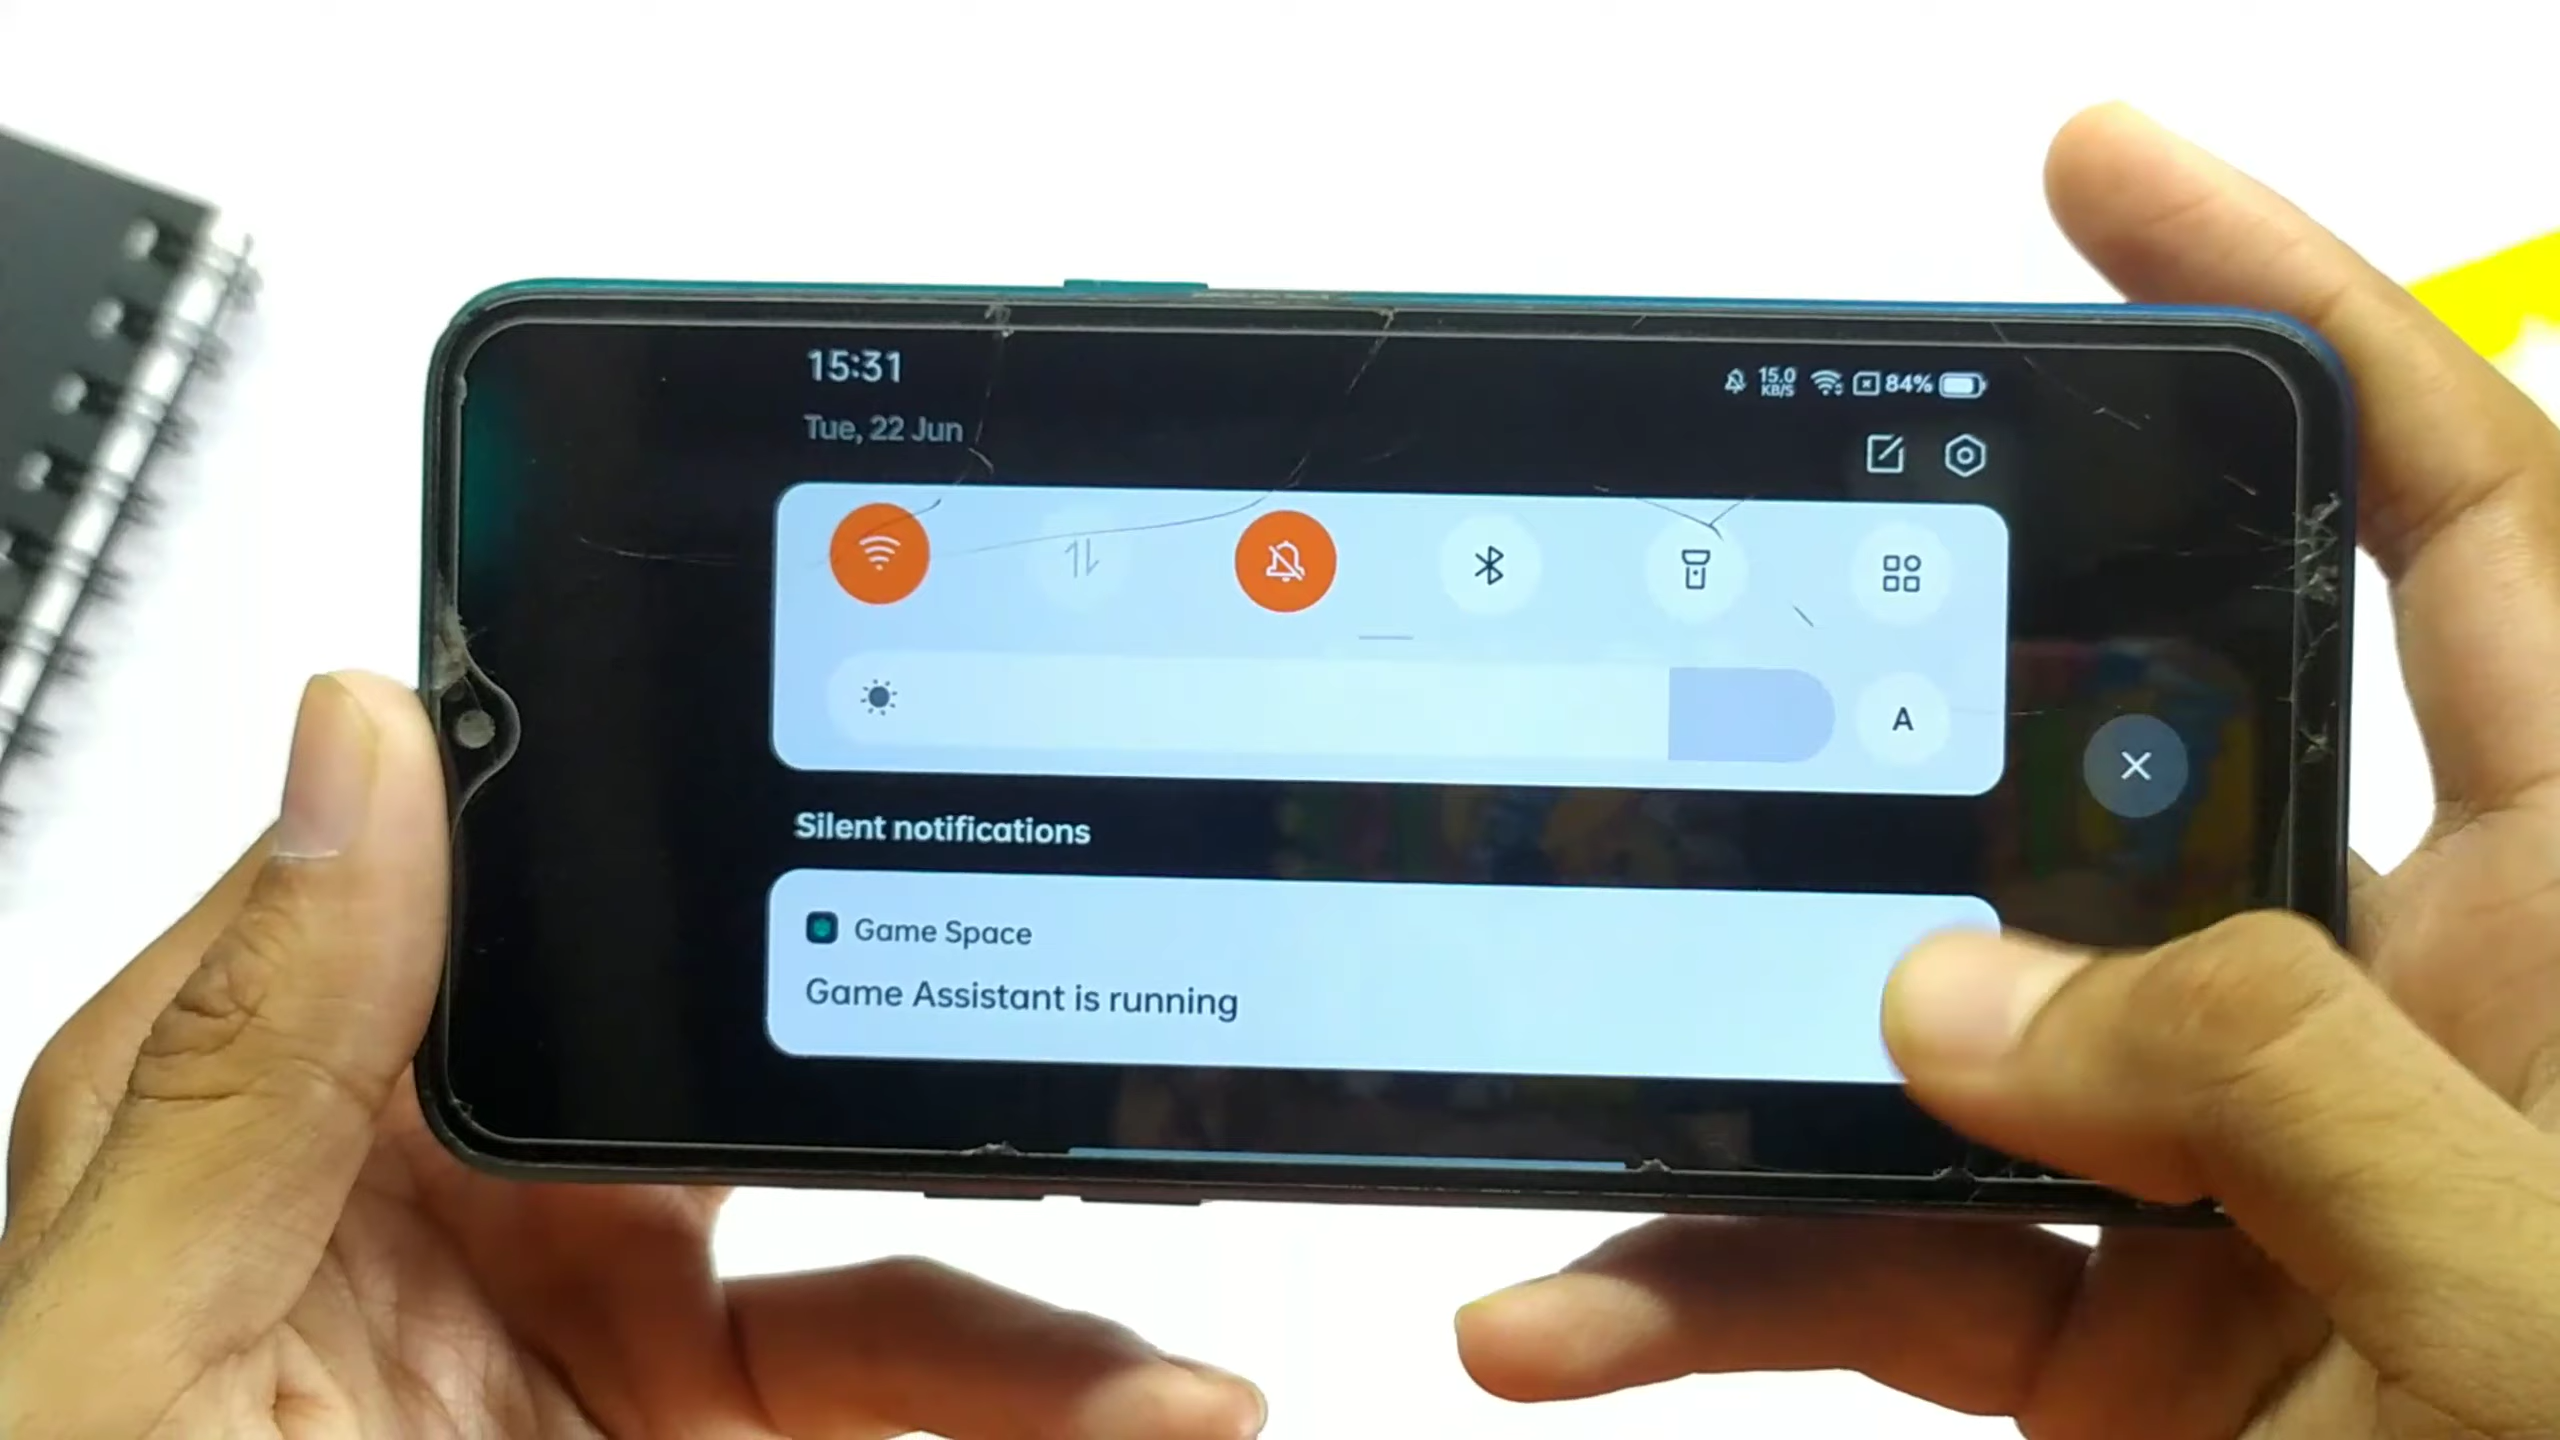 15:31
15.0
KB/S
84%
Tue, 22 Jun
A
Silent notifications
Game Space
Game Assistant is running